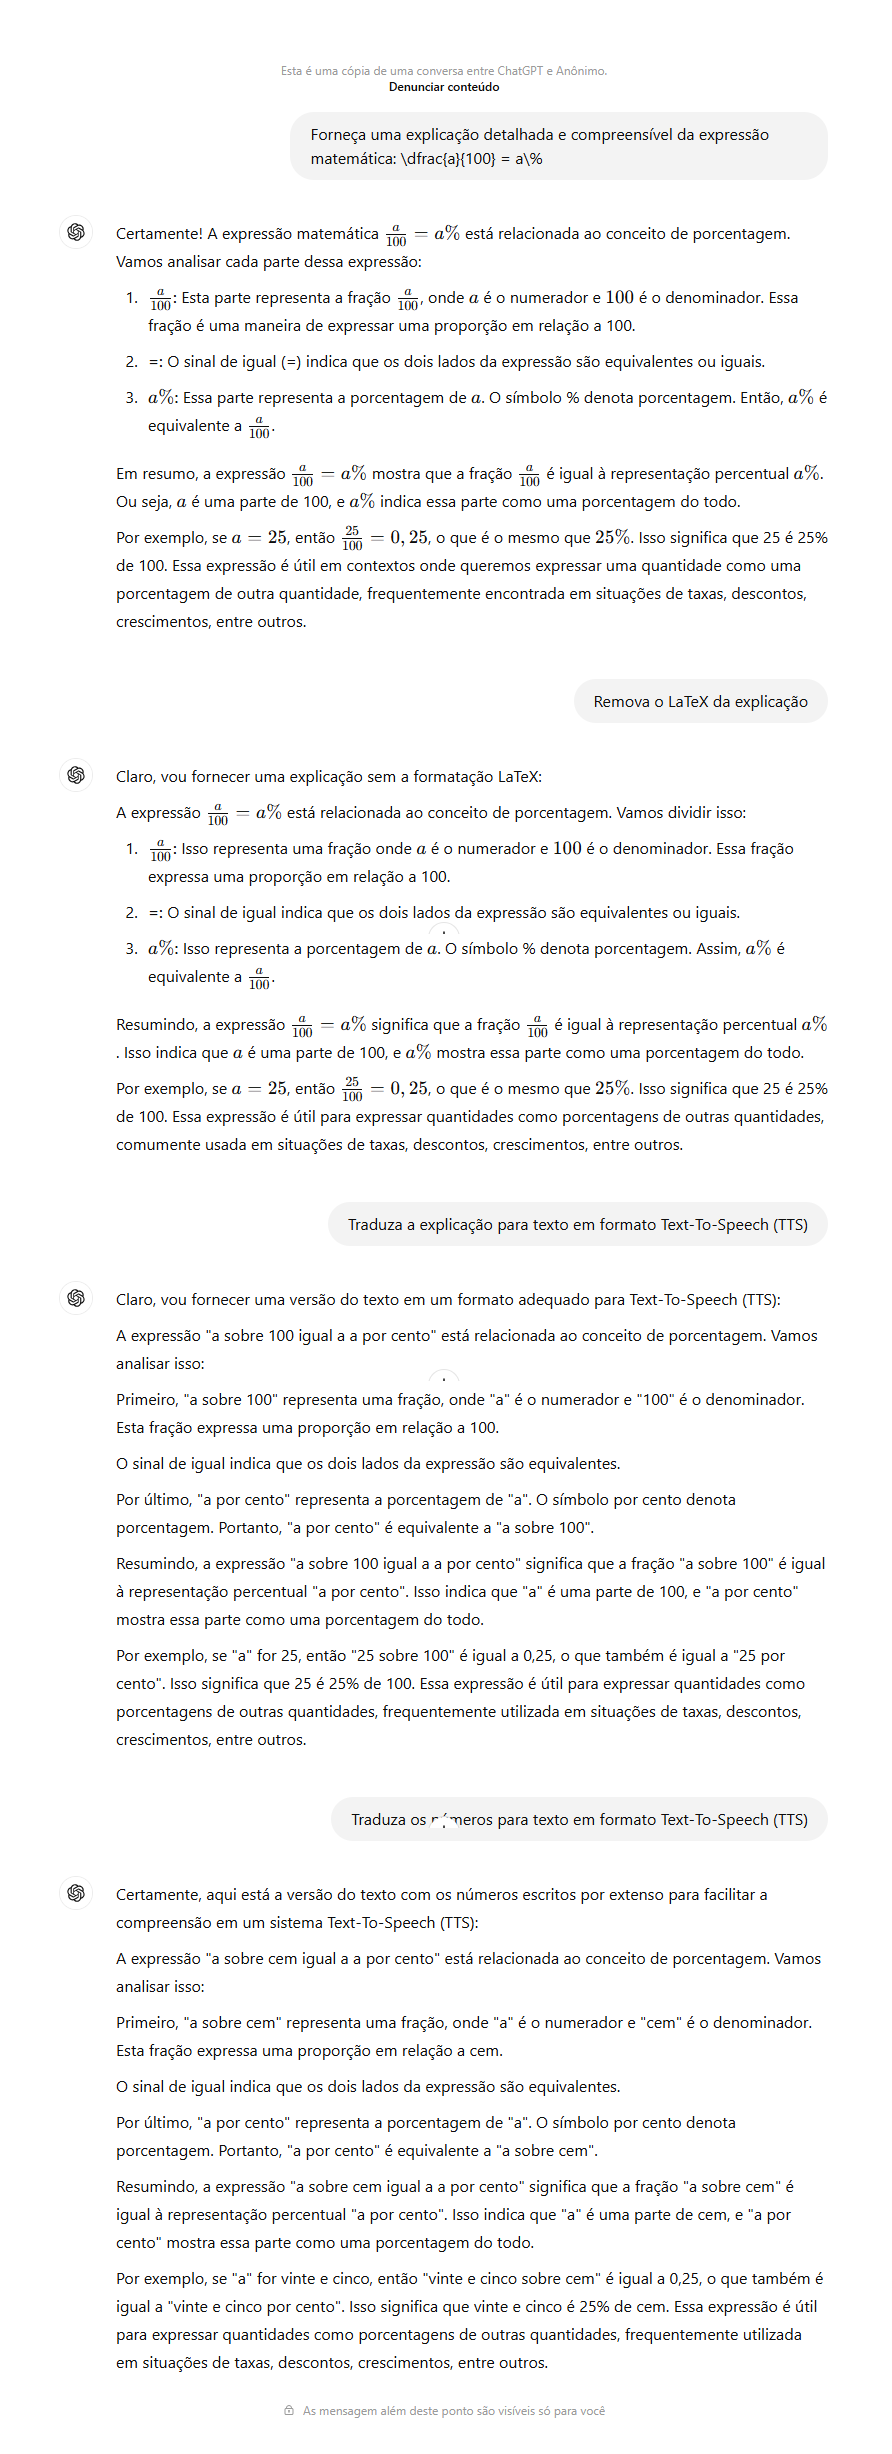 Esta é uma cópia de uma conversa entre ChatGPT e Anônimo.
Denunciar conteúdo
Forneça uma explicação detalhada e compreensível da expressão
matemática: \dfrac{a}{100} = a\%
Certamente! A expressão matemática a/100 = a% está relacionada ao conceito de porcentagem.
Vamos analisar cada parte dessa expressão:
1. a/100: Esta parte representa a fração a/100, onde a é o numerador e 100 é o denominador. Essa
fração é uma maneira de expressar uma proporção em relação a 100.
2. =: O sinal de igual (=) indica que os dois lados da expressão são equivalentes ou iguais.
3. a%: Essa parte representa a porcentagem de a. O símbolo % denota porcentagem. Então, a% é
equivalente a a/100.
Em resumo, a expressão a/100 = a% mostra que a fração a/100 é igual à representação percentual a%.
Ou seja, a é uma parte de 100, e a% indica essa parte como uma porcentagem do todo.
Por exemplo, se a = 25, então 25/100 = 0,25, o que é o mesmo que 25%. Isso significa que 25 é 25%
de 100. Essa expressão é útil em contextos onde queremos expressar uma quantidade como uma
porcentagem de outra quantidade, frequentemente encontrada em situações de taxas, descontos,
crescimentos, entre outros.
Remova o LaTeX da explicação
Claro, vou fornecer uma explicação sem a formatação LaTeX:
A expressão a/100 = a% está relacionada ao conceito de porcentagem. Vamos dividir isso:
1. a/100: Isso representa uma fração onde a é o numerador e 100 é o denominador. Essa fração
expressa uma proporção em relação a 100.
2. =: O sinal de igual indica que os dois lados da expressão são equivalentes ou iguais.
3. a%: Isso representa a porcentagem de a. O símbolo % denota porcentagem. Assim, a% é
equivalente a a/100.
Resumindo, a expressão a/100 = a% significa que a fração a/100 é igual à representação percentual a%
. Isso indica que a é uma parte de 100, e a% mostra essa parte como uma porcentagem do todo.
Por exemplo, se a = 25, então 25/100 = 0,25, o que é o mesmo que 25%. Isso significa que 25 é 25%
de 100. Essa expressão é útil para expressar quantidades como porcentagens de outras quantidades,
comumente usada em situações de taxas, descontos, crescimentos, entre outros.
Traduza a explicação para texto em formato Text-To-Speech (TTS)
Claro, vou fornecer uma versão do texto em um formato adequado para Text-To-Speech (TTS):
A expressão "a sobre 100 igual a a por cento" está relacionada ao conceito de porcentagem. Vamos
analisar isso:
Primeiro, "a sobre 100" representa uma fração, onde "a" é o numerador e "100" é o denominador.
Esta fração expressa uma proporção em relação a 100.
O sinal de igual indica que os dois lados da expressão são equivalentes.
Por último, "a por cento" representa a porcentagem de "a". O símbolo por cento denota
porcentagem. Portanto, "a por cento" é equivalente a "a sobre 100".
Resumindo, a expressão "a sobre 100 igual a a por cento" significa que a fração "a sobre 100" é igual
à representação percentual "a por cento". Isso indica que "a" é uma parte de 100, e "a por cento"
mostra essa parte como uma porcentagem do todo.
Por exemplo, se "a" for 25, então "25 sobre 100" é igual a 0,25, o que também é igual a "25 por
cento". Isso significa que 25 é 25% de 100. Essa expressão é útil para expressar quantidades como
porcentagens de outras quantidades, frequentemente utilizada em situações de taxas, descontos,
crescimentos, entre outros.
Traduza os números para texto em formato Text-To-Speech (TTS)
Certamente, aqui está a versão do texto com os números escritos por extenso para facilitar a
compreensão em um sistema Text-To-Speech (TTS):
A expressão "a sobre cem igual a a por cento" está relacionada ao conceito de porcentagem. Vamos
analisar isso:
Primeiro, "a sobre cem" representa uma fração, onde "a" é o numerador e "cem" é o denominador.
Esta fração expressa uma proporção em relação a cem.
O sinal de igual indica que os dois lados da expressão são equivalentes.
Por último, "a por cento" representa a porcentagem de "a". O símbolo por cento denota
porcentagem. Portanto, "a por cento" é equivalente a "a sobre cem".
Resumindo, a expressão "a sobre cem igual a a por cento" significa que a fração "a sobre cem" é
igual à representação percentual "a por cento". Isso indica que "a" é uma parte de cem, e "a por
cento" mostra essa parte como uma porcentagem do todo.
Por exemplo, se "a" for vinte e cinco, então "vinte e cinco sobre cem" é igual a 0,25, o que também é
igual a "vinte e cinco por cento". Isso significa que vinte e cinco é 25% de cem. Essa expressão é útil
para expressar quantidades como porcentagens de outras quantidades, frequentemente utilizada
em situações de taxas, descontos, crescimentos, entre outros.
As mensagem além deste ponto são visíveis só para você